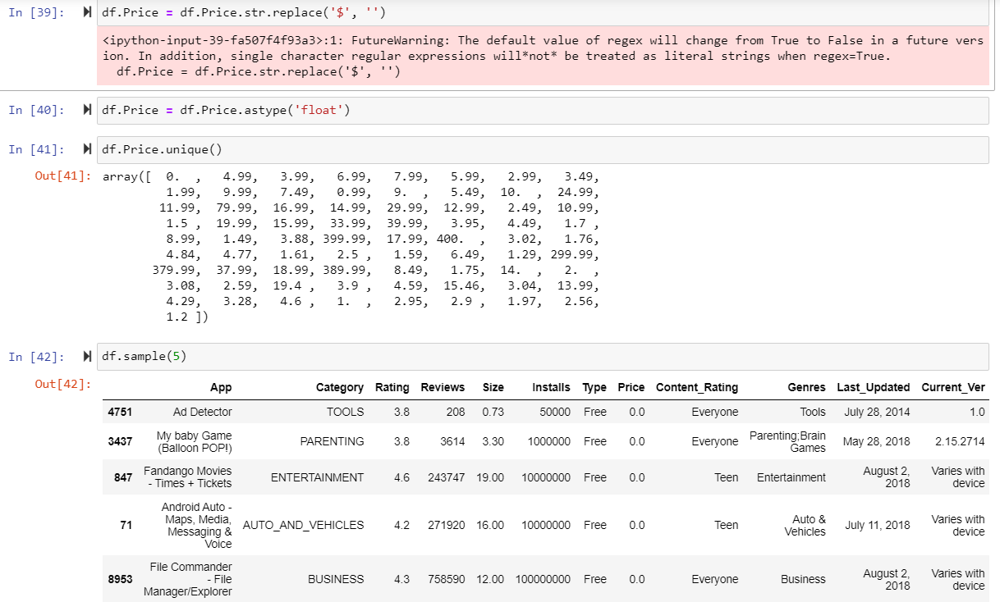 In [39]: df.Price = df.Price.str.replace('$', '')
<ipython-input-39-fa507f4f93a3>:1: FutureWarning: The default value of regex will change from True to False in a future vers
ion. In addition, single character regular expressions will*not* be treated as literal strings when regex=True.
  df.Price = df.Price.str.replace('$', '')
In [40]: df.Price = df.Price.astype('float')
In [41]: df.Price.unique()
Out[41]: array([  0.  ,   4.99,   3.99,   6.99,   7.99,   5.99,   2.99,   3.49,
         1.99,   9.99,   7.49,   0.99,   9.  ,   5.49,  10.  ,  24.99,
        11.99,  79.99,  16.99,  14.99,  29.99,  12.99,   2.49,  10.99,
         1.5 ,  19.99,  15.99,  33.99,  39.99,   3.95,   4.49,   1.7 ,
         8.99,   1.49,   3.88, 399.99,  17.99, 400.  ,   3.02,   1.76,
         4.84,   4.77,   1.61,   2.5 ,   1.59,   6.49,   1.29, 299.99,
       379.99,  37.99,  18.99, 389.99,   8.49,   1.75,  14.  ,   2.  ,
         3.08,   2.59,  19.4 ,   3.9 ,   4.59,  15.46,   3.04,  13.99,
         4.29,   3.28,   4.6 ,   1.  ,   2.95,   2.9 ,   1.97,   2.56,
         1.2 ])
In [42]: df.sample(5)
Out[42]:
App Category Rating Reviews Size Installs Type Price Content_Rating Genres Last_Updated Current_Ver
4751 Ad Detector TOOLS 3.8 208 0.73 50000 Free 0.0 Everyone Tools July 28, 2014 1.0
3437 My baby Game
(Balloon POP!) PARENTING 3.8 3614 3.30 1000000 Free 0.0 Everyone Parenting;Brain
Games May 28, 2018 2.15.2714
847 Fandango Movies
- Times + Tickets ENTERTAINMENT 4.6 243747 19.00 10000000 Free 0.0 Teen Entertainment August 2,
2018 Varies with
device
71 Android Auto -
Maps, Media,
Messaging &
Voice AUTO_AND_VEHICLES 4.2 271920 16.00 10000000 Free 0.0 Teen Auto &
Vehicles July 11, 2018 Varies with
device
8953 File Commander
- File
Manager/Explorer BUSINESS 4.3 758590 12.00 100000000 Free 0.0 Everyone Business August 2,
2018 Varies with
device